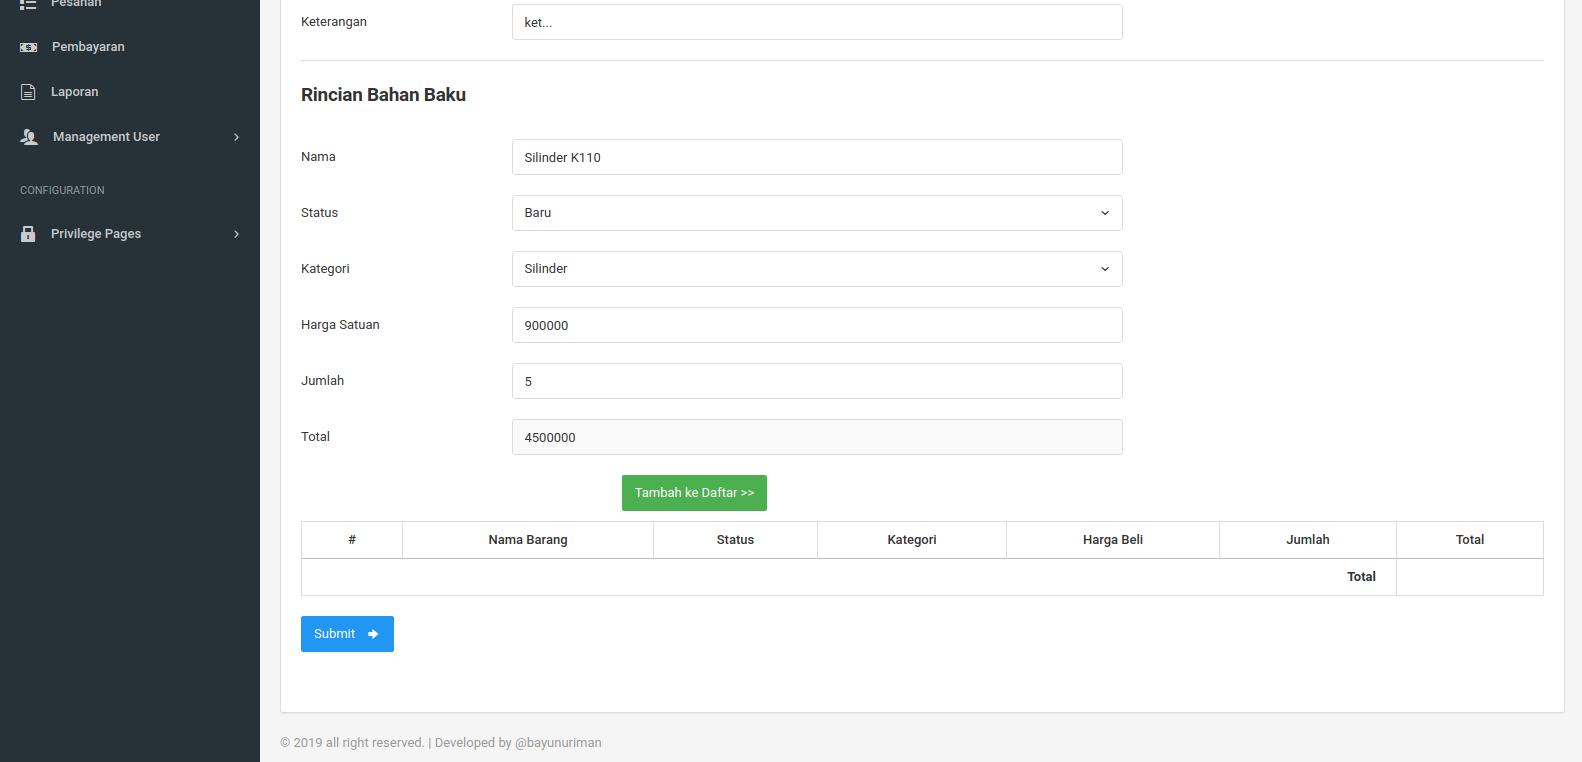 Pesanan
Pembayaran
Laporan
Management User
CONFIGURATION
Privilege Pages
Keterangan
ket...
Rincian Bahan Baku
Nama
Silinder K110
Status
Baru
Kategori
Silinder
Harga Satuan
900000
Jumlah
5
Total
4500000
Tambah ke Daftar >>
# Nama Barang Status Kategori Harga Beli Jumlah Total
Total
Submit
© 2019 all right reserved. | Developed by @bayunuriman